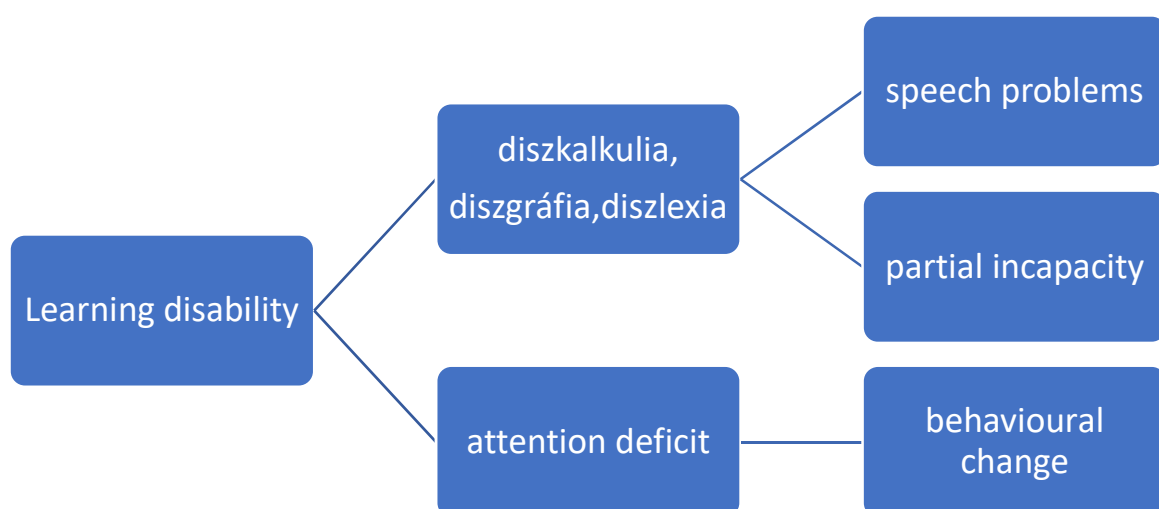 Learning disability
diszkalkulia,
diszgráfia,diszlexia
speech problems
partial incapacity
attention deficit
behavioural
change